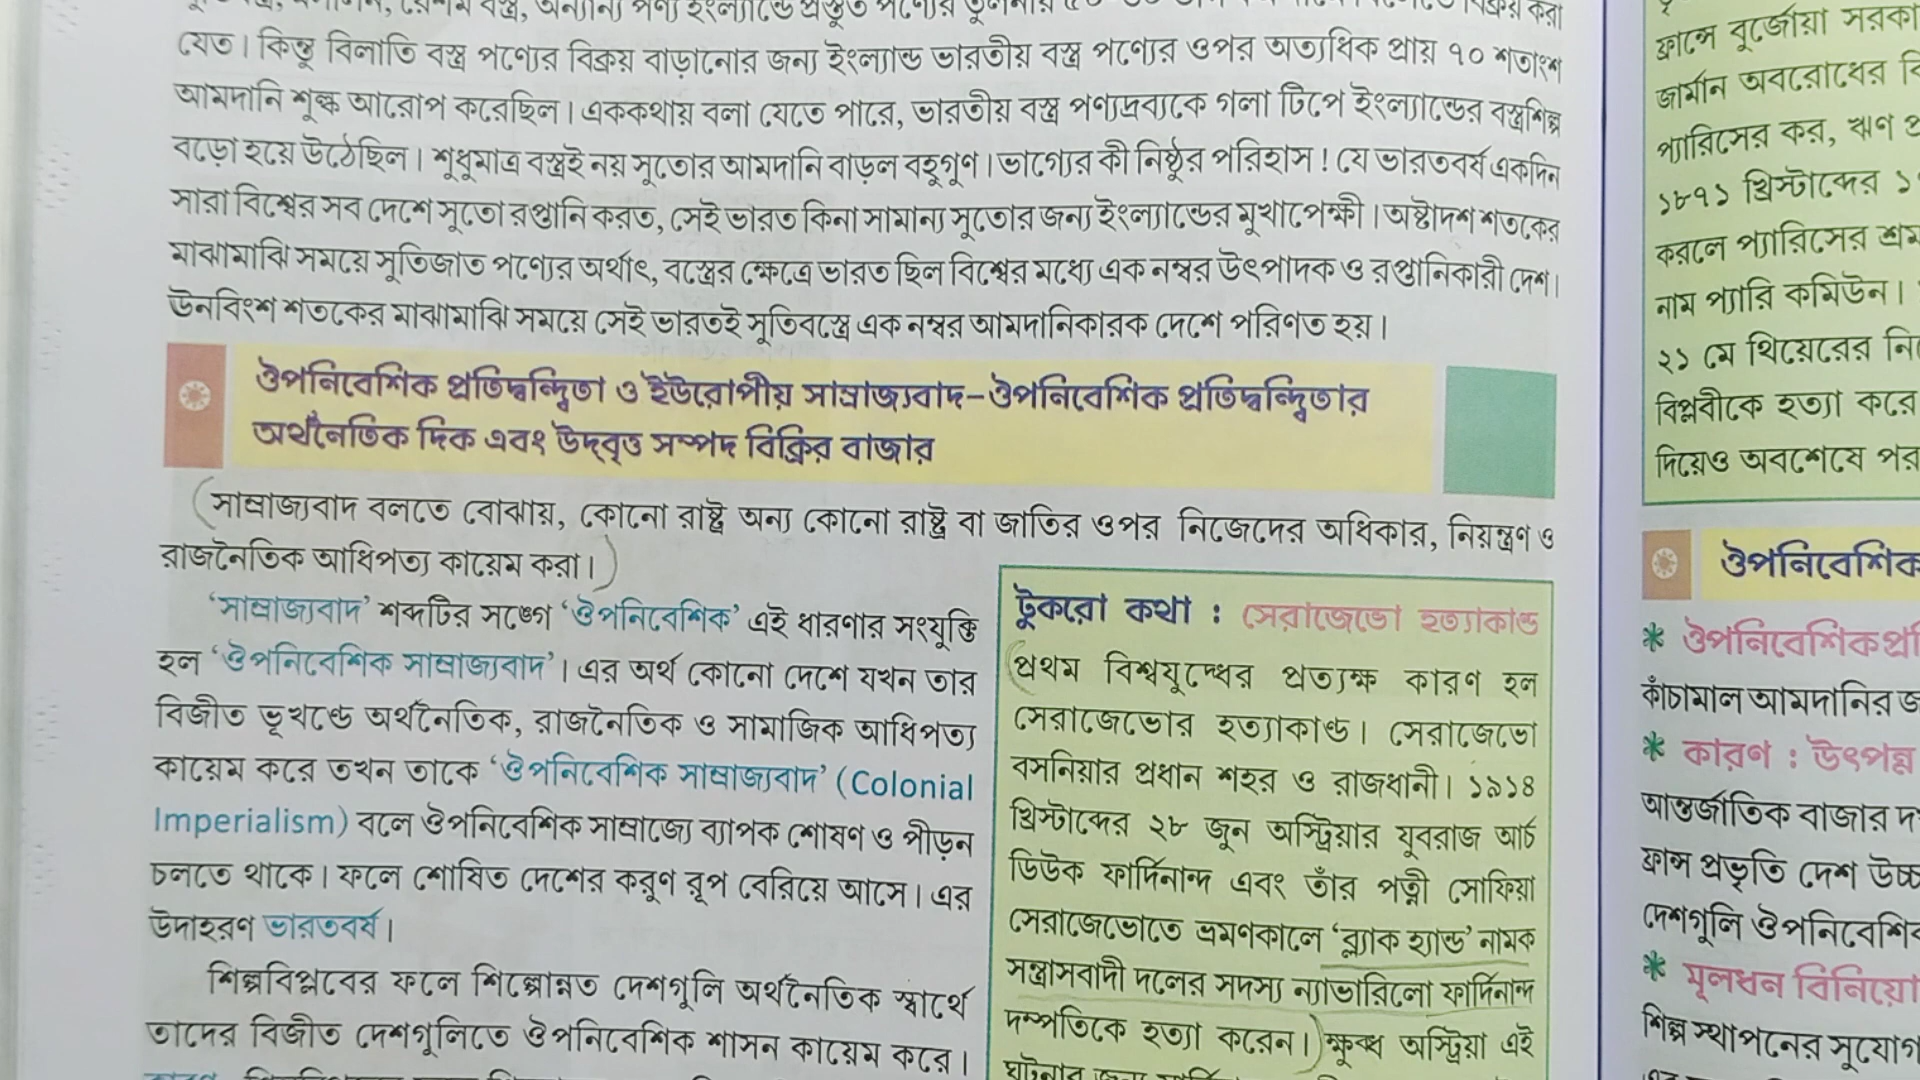 যেত। কিন্তু বিলাতি বস্ত্র পণ্যের বিক্রয় বাড়ানোর জন্য ইংল্যান্ড ভারতীয় বস্ত্র পণ্যের ওপর অত্যধিক প্রায় ৭০ শতাংশ
আমদানি শুল্ক আরোপ করেছিল। এককথায় বলা যেতে পারে, ভারতীয় বস্ত্র পণ্যদ্রব্যকে গলা টিপে ইংল্যান্ডের বস্ত্রশিল্প
বড়ো হয়ে উঠেছিল। শুধুমাত্র বস্ত্রই নয় সুতোর আমদানি বাড়ল বহুগুণ। ভাগ্যের কী নিষ্ঠুর পরিহাস! যে ভারতবর্ষ একদিন
সারা বিশ্বের সব দেশে সুতো রপ্তানি করত, সেই ভারত কিনা সামান্য সুতোর জন্য ইংল্যান্ডের মুখাপেক্ষী। অষ্টাদশ শতকের
মাঝামাঝি সময়ে সুতিজাত পণ্যের অর্থাৎ, বস্ত্রের ক্ষেত্রে ভারত ছিল বিশ্বের মধ্যে এক নম্বর উৎপাদক ও রপ্তানিকারী দেশ।
ঊনবিংশ শতকের মাঝামাঝি সময়ে সেই ভারতই সুতিবস্ত্রে এক নম্বর আমদানিকারক দেশে পরিণত হয়।
ঔপনিবেশিক প্রতিদ্বন্দ্বিতা ও ইউরোপীয় সাম্রাজ্যবাদ–ঔপনিবেশিক প্রতিদ্বন্দ্বিতার
অর্থনৈতিক দিক এবং উদ্‌বৃত্ত সম্পদ বিক্রির বাজার
(সাম্রাজ্যবাদ বলতে বোঝায়, কোনো রাষ্ট্র অন্য কোনো রাষ্ট্র বা জাতির ওপর নিজেদের অধিকার, নিয়ন্ত্রণ ও
রাজনৈতিক আধিপত্য কায়েম করা।)
‘সাম্রাজ্যবাদ’ শব্দটির সঙ্গে ‘ঔপনিবেশিক’ এই ধারণার সংযুক্তি
হল ‘ঔপনিবেশিক সাম্রাজ্যবাদ’। এর অর্থ কোনো দেশে যখন তার
বিজীত ভূখণ্ডে অর্থনৈতিক, রাজনৈতিক ও সামাজিক আধিপত্য
কায়েম করে তখন তাকে ‘ঔপনিবেশিক সাম্রাজ্যবাদ’ (Colonial
Imperialism) বলে ঔপনিবেশিক সাম্রাজ্যে ব্যাপক শোষণ ও পীড়ন
চলতে থাকে। ফলে শোষিত দেশের করুণ রূপ বেরিয়ে আসে। এর
উদাহরণ ভারতবর্ষ।
শিল্পবিপ্লবের ফলে শিল্পোন্নত দেশগুলি অর্থনৈতিক স্বার্থে
তাদের বিজীত দেশগুলিতে ঔপনিবেশিক শাসন কায়েম করে।
টুকরো কথা : সেরাজেভো হত্যাকাণ্ড
(প্রথম বিশ্বযুদ্ধের প্রত্যক্ষ কারণ হল
সেরাজেভোর হত্যাকাণ্ড। সেরাজেভো
বসনিয়ার প্রধান শহর ও রাজধানী। ১৯১৪
খ্রিস্টাব্দের ২৮ জুন অস্ট্রিয়ার যুবরাজ আর্চ
ডিউক ফার্দিনান্দ এবং তাঁর পত্নী সোফিয়া
সেরাজেভোতে ভ্রমণকালে ‘ব্ল্যাক হ্যান্ড’ নামক
সন্ত্রাসবাদী দলের সদস্য ন্যাভারিলো ফার্দিনান্দ
দম্পতিকে হত্যা করেন।) ক্ষুব্ধ অস্ট্রিয়া এই
ফ্রান্সে বুর্জোয়া
জার্মান অবরোধের
প্যারিসের কর, ঋণ
১৮৭১ খ্রিস্টাব্দের
করলে প্যারিসের
নাম প্যারি কমিউন।
২১ মে থিয়েরের
বিপ্লবীকে হত্যা করে
দিয়েও অবশেষে
ঔপনিবেশিক
* ঔপনিবেশিক
কাঁচামাল আমদানির
* কারণ : উৎপন্ন
আন্তর্জাতিক বাজার
ফ্রান্স প্রভৃতি দেশ
দেশগুলি
* মূলধন
শিল্প স্থাপনের সুযোগ